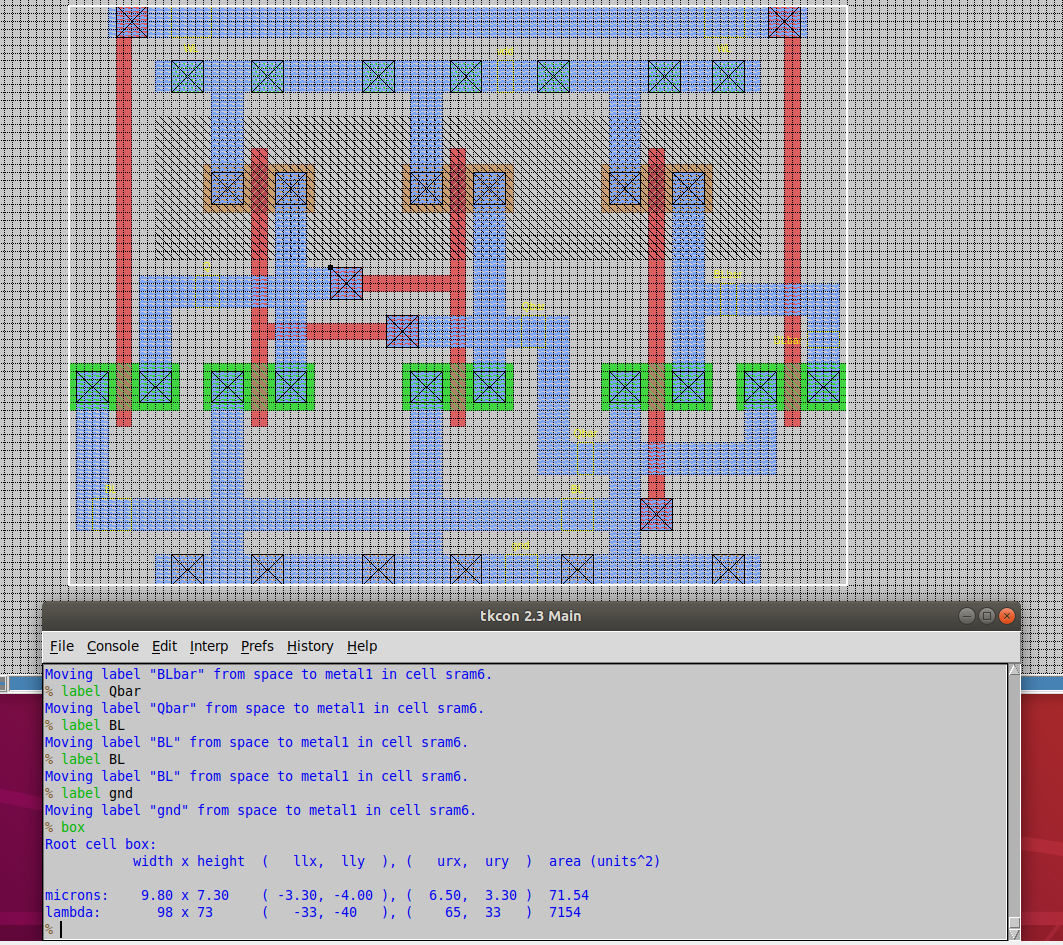 Qbar
BL
gnd
tkcon 2.3 Main
File Console Edit Interp Prefs History Help
Moving label "BLbar" from space to metal1 in cell sram6.
% label Qbar
Moving label "Qbar" from space to metal1 in cell sram6.
% label BL
Moving label "BL" from space to metal1 in cell sram6.
% label BL
Moving label "BL" from space to metal1 in cell sram6.
% label gnd
Moving label "gnd" from space to metal1 in cell sram6.
% box
Root cell box:
width x height ( llx, lly ), ( urx, ury ) area (units^2)
microns: 9.80 x 7.30 ( -3.30, -4.00 ), ( 6.50, 3.30 ) 71.54
lambda: 98 x 73 ( -33, -40 ), ( 65, 33 ) 7154
%